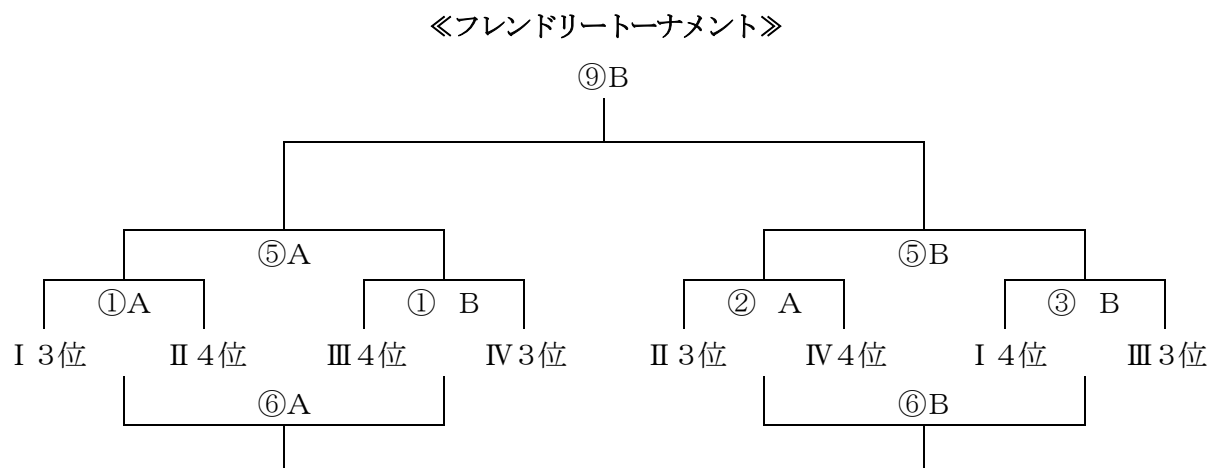 ≪フレンドリートーナメント≫
⑨B
⑤A ⑤B
①A ① B ② A ③ B
Ⅰ３位 Ⅱ４位 Ⅲ４位 Ⅳ３位 Ⅱ３位 Ⅳ４位 Ⅰ４位 Ⅲ３位
⑥A ⑥B